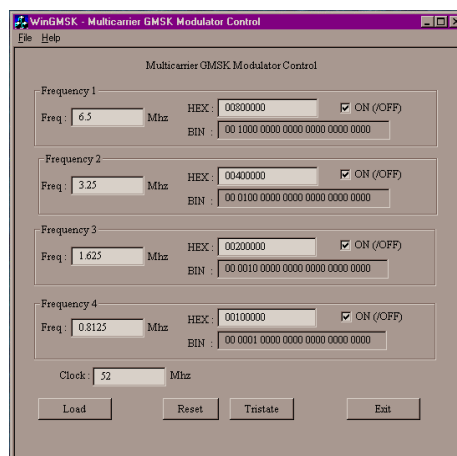 WinGMSK - Multicarrier GMSK Modulator Control
File Help
Multicarrier GMSK Modulator Control
Frequency 1
Freq : 6.5 Mhz HEX : 00800000 ON (/OFF)
BIN : 00 1000 0000 0000 0000 0000 0000
Frequency 2
Freq : 3.25 Mhz HEX : 00400000 ON (/OFF)
BIN : 00 0100 0000 0000 0000 0000 0000
Frequency 3
Freq : 1.625 Mhz HEX : 00200000 ON (/OFF)
BIN : 00 0010 0000 0000 0000 0000 0000
Frequency 4
Freq : 0.8125 Mhz HEX : 00100000 ON (/OFF)
BIN : 00 0001 0000 0000 0000 0000 0000
Clock : 52 Mhz
Load Reset Tristate Exit